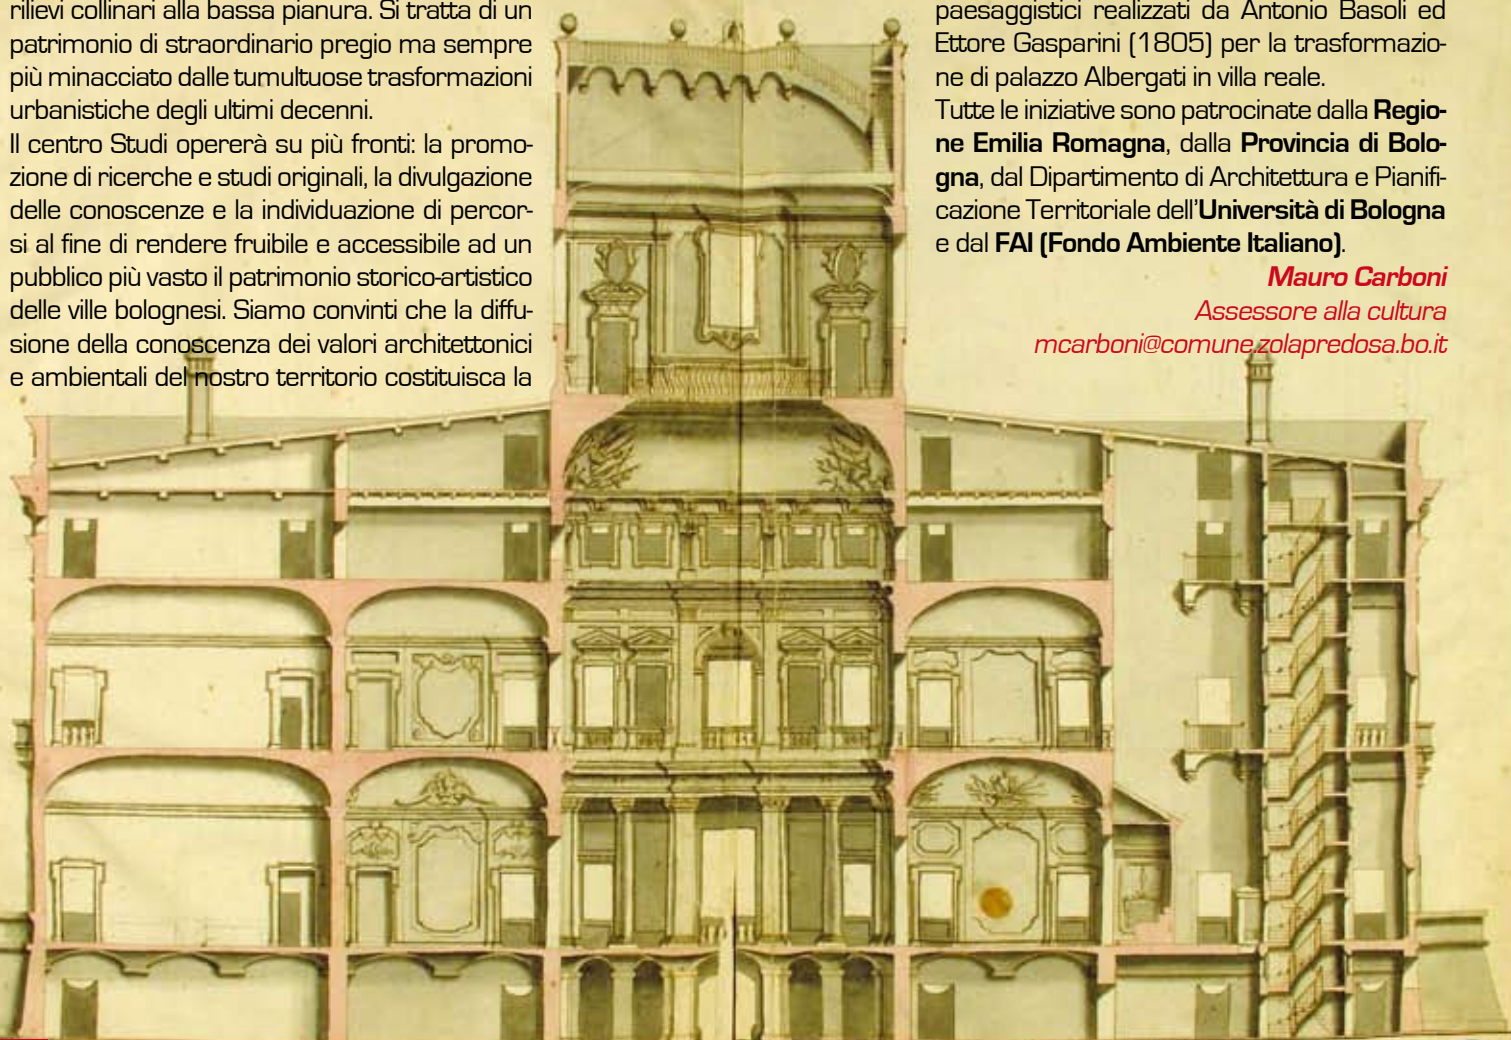 rilievi collinari alla bassa pianura. Si tratta di un
patrimonio di straordinario pregio ma sempre
più minacciato dalle tumultuose trasformazioni
urbanistiche degli ultimi decenni.
Il centro Studi opererà su più fronti: la promo-
zione di ricerche e studi originali, la divulgazione
delle conoscenze e la individuazione di percor-
si al fine di rendere fruibile e accessibile ad un
pubblico più vasto il patrimonio storico-artistico
delle ville bolognesi. Siamo convinti che la diffu-
sione della conoscenza dei valori architettonici
e ambientali del nostro territorio costituisca la
paesaggistici realizzati da Antonio Basoli ed
Ettore Gasparini (1805) per la trasformazio-
ne di palazzo Albergati in villa reale.
Tutte le iniziative sono patrocinate dalla Regio-
ne Emilia Romagna, dalla Provincia di Bolo-
gna, dal Dipartimento di Architettura e Pianifi-
cazione Territoriale dell'Università di Bologna
e dal FAI (Fondo Ambiente Italiano).
Mauro Carboni
Assessore alla cultura
mcarboni@comune.zolapredosa.bo.it